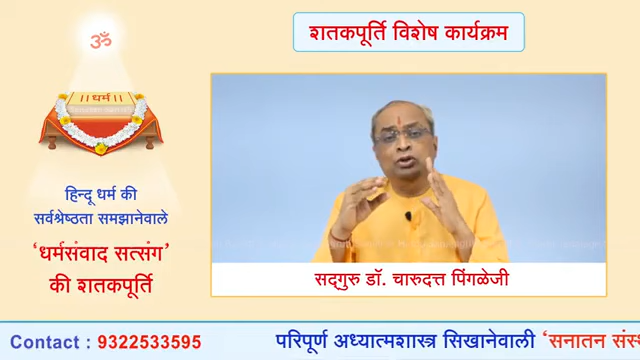 शतकपूर्ति विशेष कार्यक्रम
ॐ
।। धर्म ।।
हिन्दू धर्म की
सर्वश्रेष्ठता समझानेवाले
‘धर्मसंवाद सत्संग’
की शतकपूर्ति
सद्‌गुरु डॉ. चारुदत्त पिंगळेजी
Contact : 9322533595
परिपूर्ण अध्यात्मशास्त्र सिखानेवाली ‘सनातन संस्